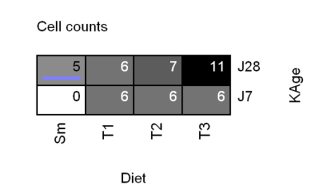 Cell counts
5 6 7 11 J28
0 6 6 6 J7
KAge
Sm T1 T2 T3
Diet